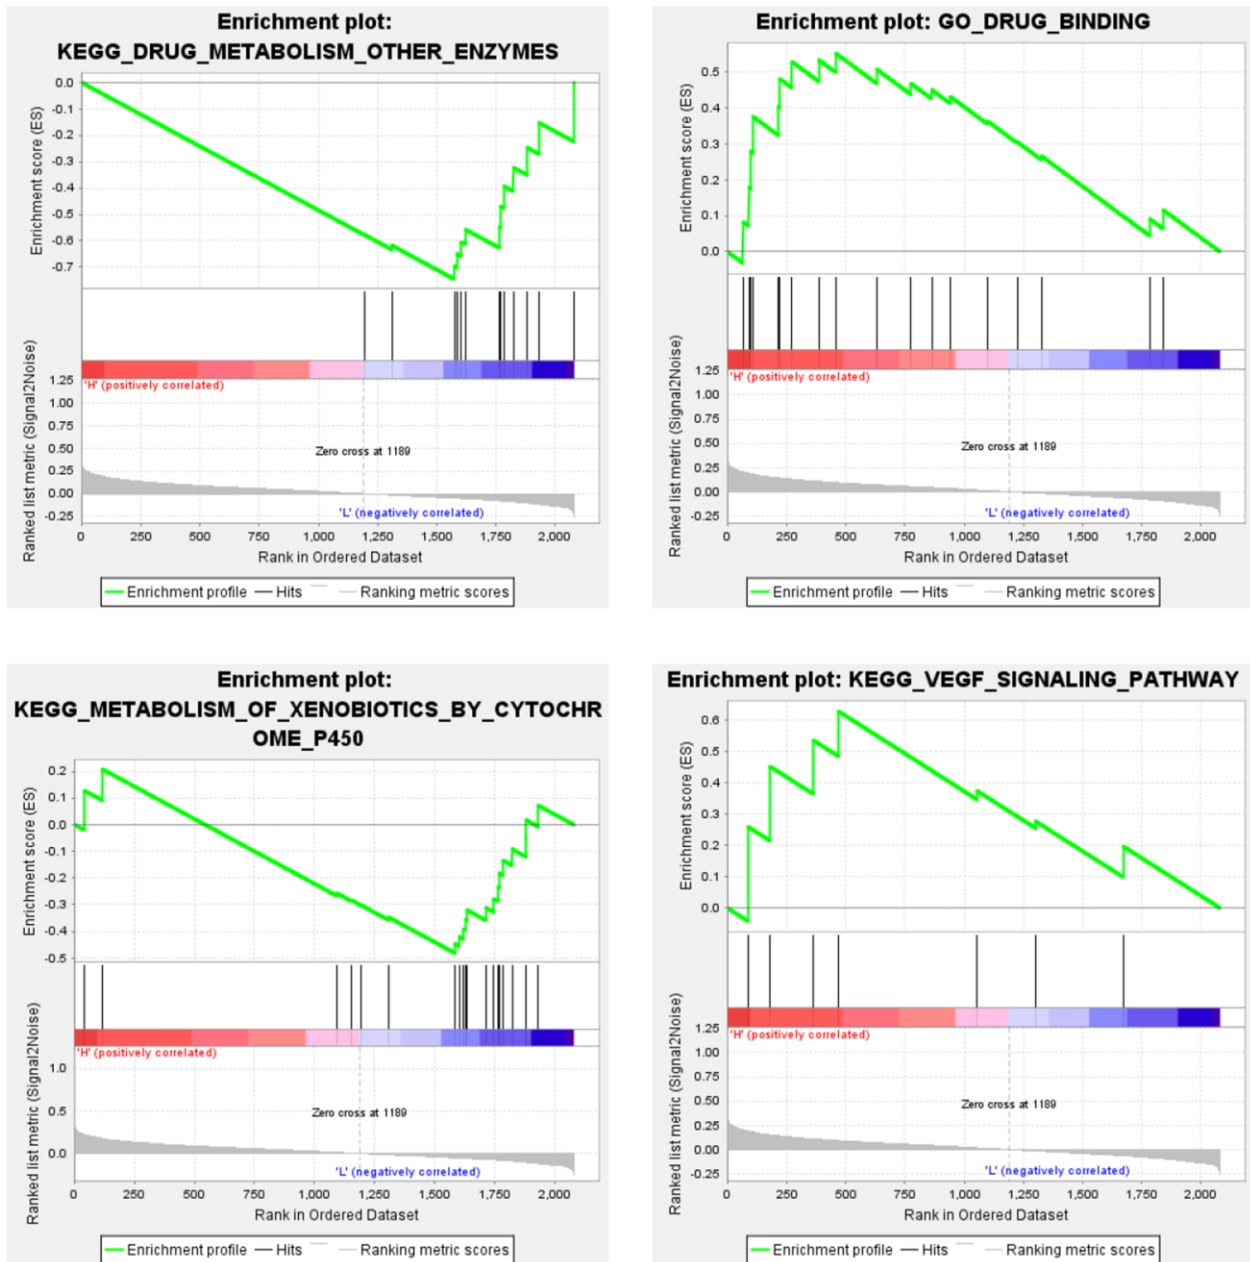 Enrichment plot:
KEGG_DRUG_METABOLISM_OTHER_ENZYMES
Enrichment score (ES)
0.0
-0.1
-0.2
-0.3
-0.4
-0.5
-0.6
-0.7
Ranked list metric (Signal2Noise)
1.25
1.00
0.75
0.50
0.25
0.00
-0.25
'H' (positively correlated)
Zero cross at 1189
'L' (negatively correlated)
0 250 500 750 1,000 1,250 1,500 1,750 2,000
Rank in Ordered Dataset
Enrichment profile Hits Ranking metric scores
Enrichment plot: GO_DRUG_BINDING
Enrichment score (ES)
0.5
0.4
0.3
0.2
0.1
0.0
Ranked list metric (Signal2Noise)
1.25
1.00
0.75
0.50
0.25
0.00
-0.25
'H' (positively correlated)
Zero cross at 1189
'L' (negatively correlated)
0 250 500 750 1,000 1,250 1,500 1,750 2,000
Rank in Ordered Dataset
Enrichment profile Hits Ranking metric scores
Enrichment plot:
KEGG_METABOLISM_OF_XENOBIOTICS_BY_CYTOCHR
OME_P450
Enrichment score (ES)
0.2
0.1
0.0
-0.1
-0.2
-0.3
-0.4
-0.5
Ranked list metric (Signal2Noise)
1.0
0.5
0.0
'H' (positively correlated)
Zero cross at 1189
'L' (negatively correlated)
0 250 500 750 1,000 1,250 1,500 1,750 2,000
Rank in Ordered Dataset
Enrichment profile Hits Ranking metric scores
Enrichment plot: KEGG_VEGF_SIGNALING_PATHWAY
Enrichment score (ES)
0.6
0.5
0.4
0.3
0.2
0.1
0.0
Ranked list metric (Signal2Noise)
1.25
1.00
0.75
0.50
0.25
0.00
-0.25
'H' (positively correlated)
Zero cross at 1189
'L' (negatively correlated)
0 250 500 750 1,000 1,250 1,500 1,750 2,000
Rank in Ordered Dataset
Enrichment profile Hits Ranking metric scores